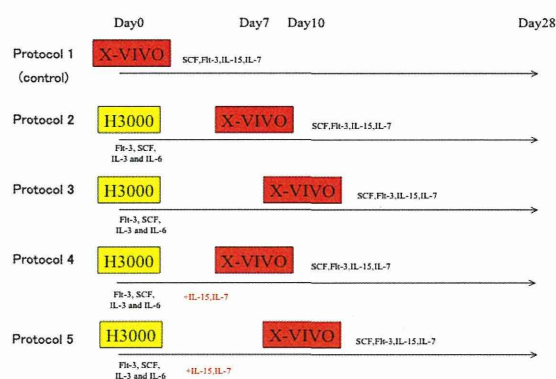 Day0 Day7 Day10 Day28
Protocol 1
(control)
X-VIVO
SCF,Flt-3,IL-15,IL-7
Protocol 2
H3000
X-VIVO
SCF,Flt-3,IL-15,IL-7
Flt-3, SCF,
IL-3 and IL-6
Protocol 3
H3000
X-VIVO
SCF,Flt-3,IL-15,IL-7
Flt-3, SCF,
IL-3 and IL-6
Protocol 4
H3000
X-VIVO
SCF,Flt-3,IL-15,IL-7
Flt-3, SCF,
IL-3 and IL-6
+IL-15,IL-7
Protocol 5
H3000
X-VIVO
SCF,Flt-3,IL-15,IL-7
Flt-3, SCF,
IL-3 and IL-6
+IL-15,IL-7